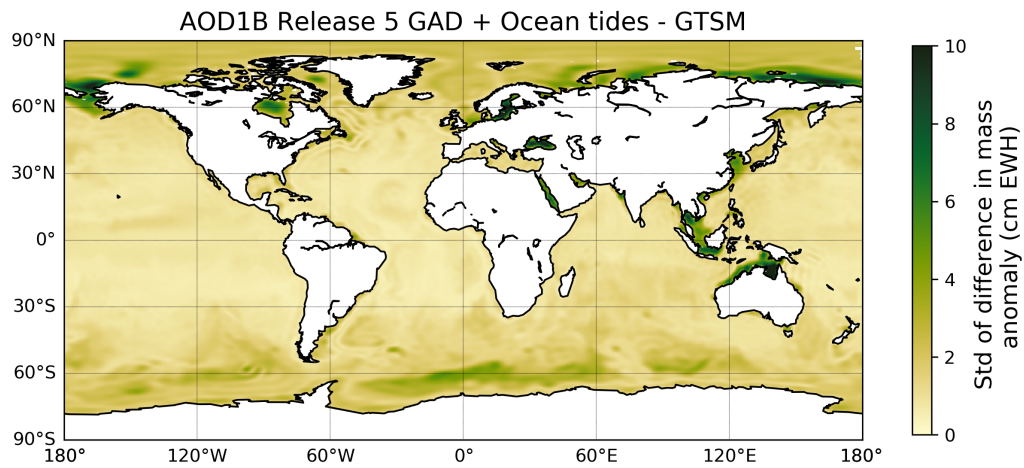 AOD1B Release 5 GAD + Ocean tides - GTSM
90°N
60°N
30°N
0°
30°S
60°S
90°S
180°
120°W
60°W
0°
60°E
120°E
180°
10
8
6
4
2
0
Std of difference in mass
anomaly (cm EWH)